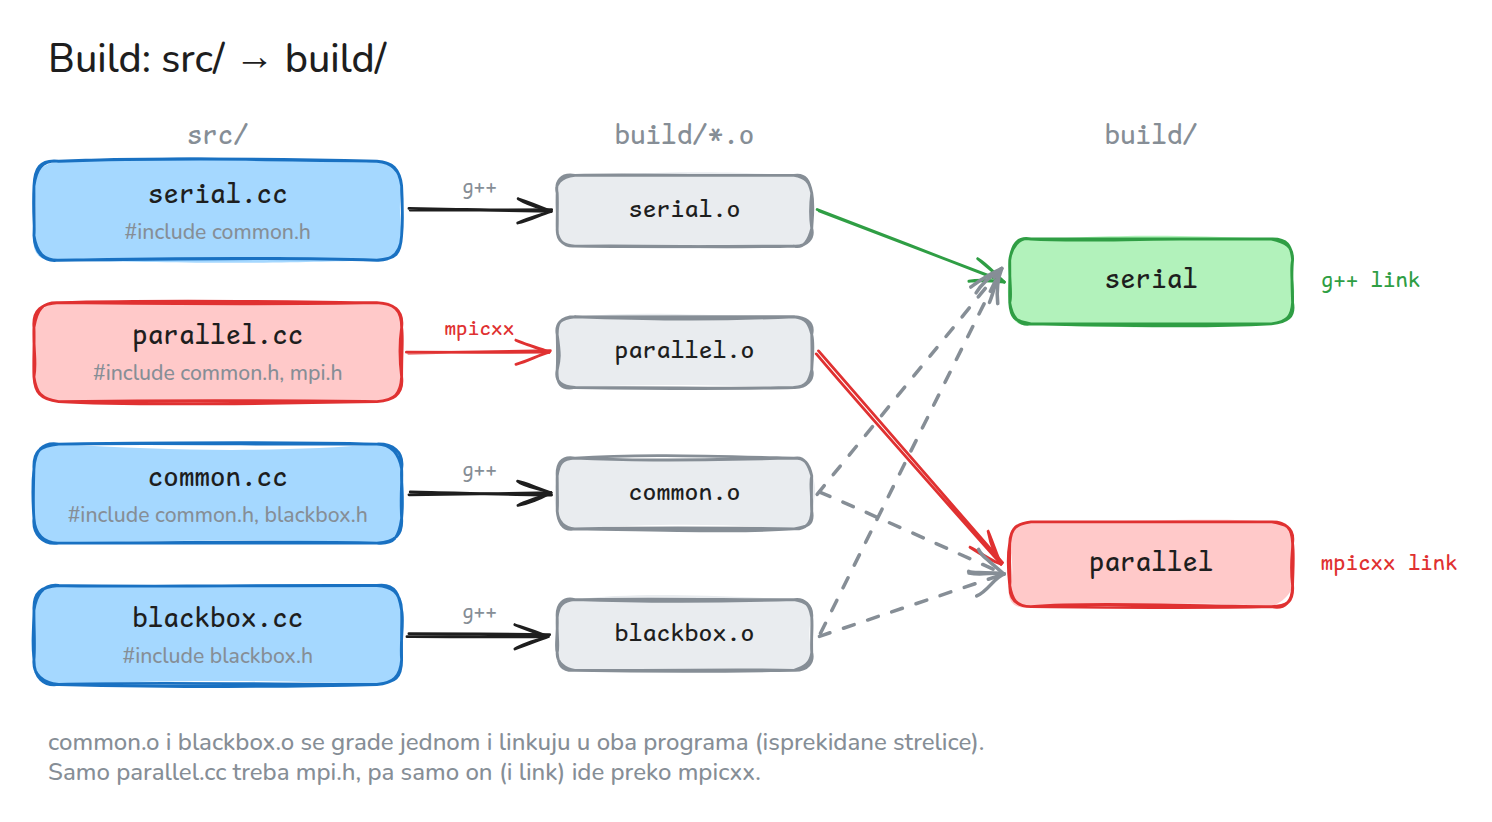 Build: src/ → build/
src/
build/*.o
build/
serial.cc
#include common.h
g++
serial.o
serial
g++ link
parallel.cc
#include common.h, mpi.h
mpicxx
parallel.o
common.cc
#include common.h, blackbox.h
g++
common.o
parallel
mpicxx link
blackbox.cc
#include blackbox.h
g++
blackbox.o
common.o i blackbox.o se grade jednom i linkuju u oba programa (isprekidane strelice).
Samo parallel.cc treba mpi.h, pa samo on (i link) ide preko mpicxx.